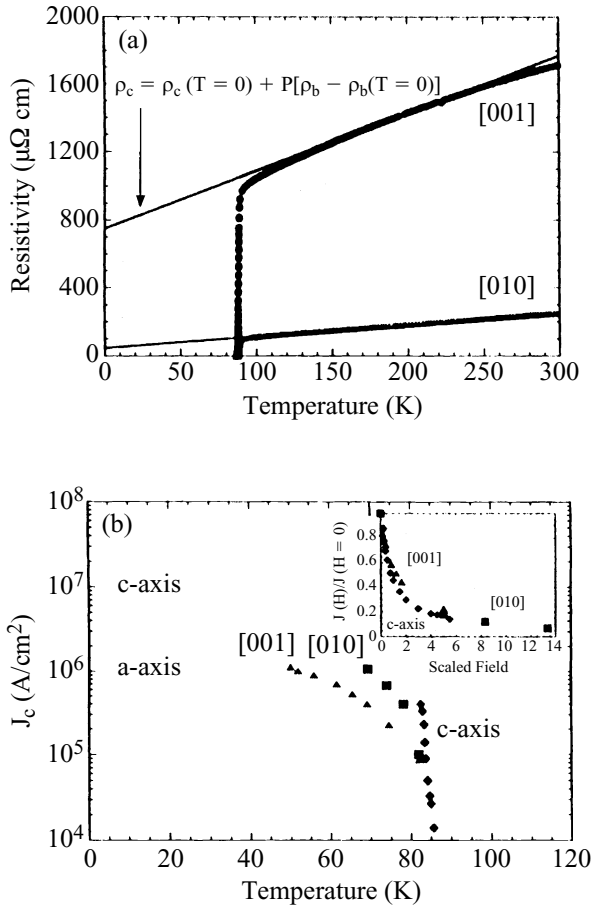 2000
(a)
1600
ρc = ρc (T = 0) + P[ρb − ρb(T = 0)]
[001]
1200
Resistivity (μΩ cm)
800
400
[010]
0
0 50 100 150 200 250 300
Temperature (K)
10^8
(b)
0.8
0.6
0.4
0.2
0
J (H)/J (H = 0)
[001]
[010]
c-axis
0 2 4 6 8 10 12 14
Scaled Field
c-axis
10^7
[001] [010]
a-axis
10^6
Jc (A/cm²)
c-axis
10^5
10^4
0 20 40 60 80 100 120
Temperature (K)